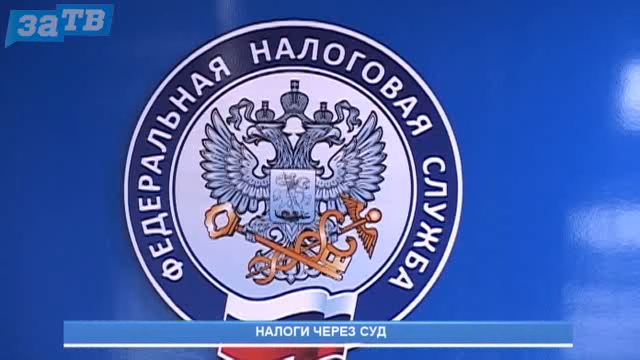 заТВ
ФЕДЕРАЛЬНАЯ НАЛОГОВАЯ СЛУЖБА
НАЛОГИ ЧЕРЕЗ СУД